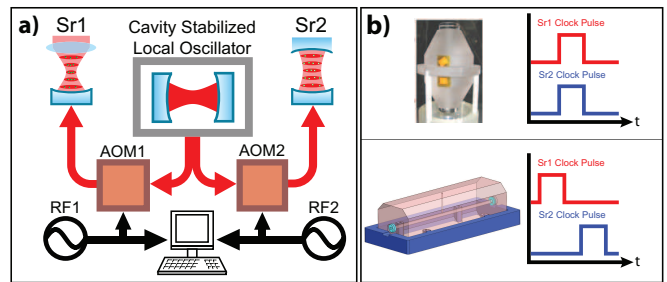 a)
Sr1
Cavity Stabilized
Local Oscillator
Sr2
AOM1
AOM2
RF1
RF2
b)
Sr1 Clock Pulse
Sr2 Clock Pulse
t
Sr1 Clock Pulse
Sr2 Clock Pulse
t